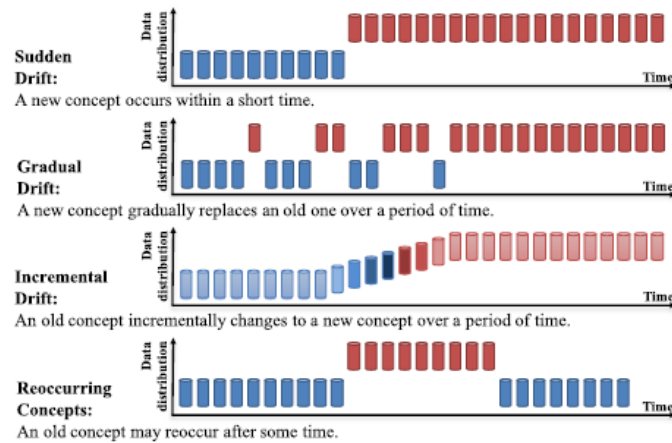 Data
distribution
Sudden
Drift:
Time
A new concept occurs within a short time.
Data
distribution
Gradual
Drift:
Time
A new concept gradually replaces an old one over a period of time.
Data
distribution
Incremental
Drift:
Time
An old concept incrementally changes to a new concept over a period of time.
Data
distribution
Reoccurring
Concepts:
Time
An old concept may reoccur after some time.